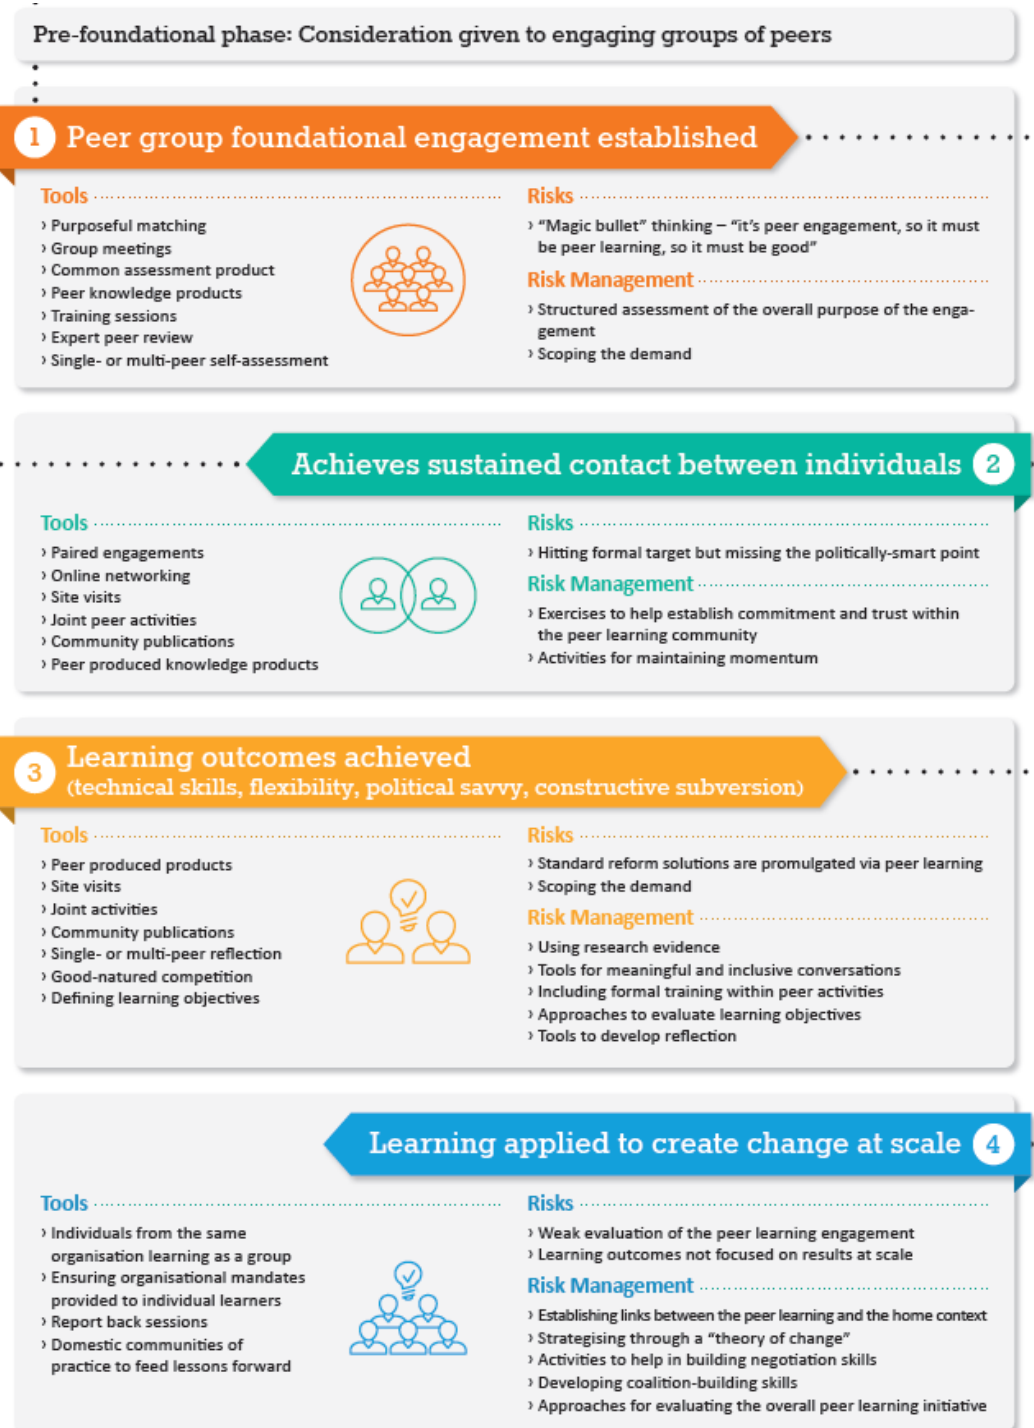 Pre-foundational phase: Consideration given to engaging groups of peers
1 Peer group foundational engagement established
Tools
› Purposeful matching
› Group meetings
› Common assessment product
› Peer knowledge products
› Training sessions
› Expert peer review
› Single- or multi-peer self-assessment
Risks
› “Magic bullet” thinking – “it’s peer engagement, so it must
be peer learning, so it must be good”
Risk Management
› Structured assessment of the overall purpose of the enga-
gement
› Scoping the demand
Achieves sustained contact between individuals 2
Tools
› Paired engagements
› Online networking
› Site visits
› Joint peer activities
› Community publications
› Peer produced knowledge products
Risks
› Hitting formal target but missing the politically-smart point
Risk Management
› Exercises to help establish commitment and trust within
the peer learning community
› Activities for maintaining momentum
3 Learning outcomes achieved
(technical skills, flexibility, political savvy, constructive subversion)
Tools
› Peer produced products
› Site visits
› Joint activities
› Community publications
› Single- or multi-peer reflection
› Good-natured competition
› Defining learning objectives
Risks
› Standard reform solutions are promulgated via peer learning
› Scoping the demand
Risk Management
› Using research evidence
› Tools for meaningful and inclusive conversations
› Including formal training within peer activities
› Approaches to evaluate learning objectives
› Tools to develop reflection
Learning applied to create change at scale 4
Tools
› Individuals from the same
organisation learning as a group
› Ensuring organisational mandates
provided to individual learners
› Report back sessions
› Domestic communities of
practice to feed lessons forward
Risks
› Weak evaluation of the peer learning engagement
› Learning outcomes not focused on results at scale
Risk Management
› Establishing links between the peer learning and the home context
› Strategising through a “theory of change”
› Activities to help in building negotiation skills
› Developing coalition-building skills
› Approaches for evaluating the overall peer learning initiative